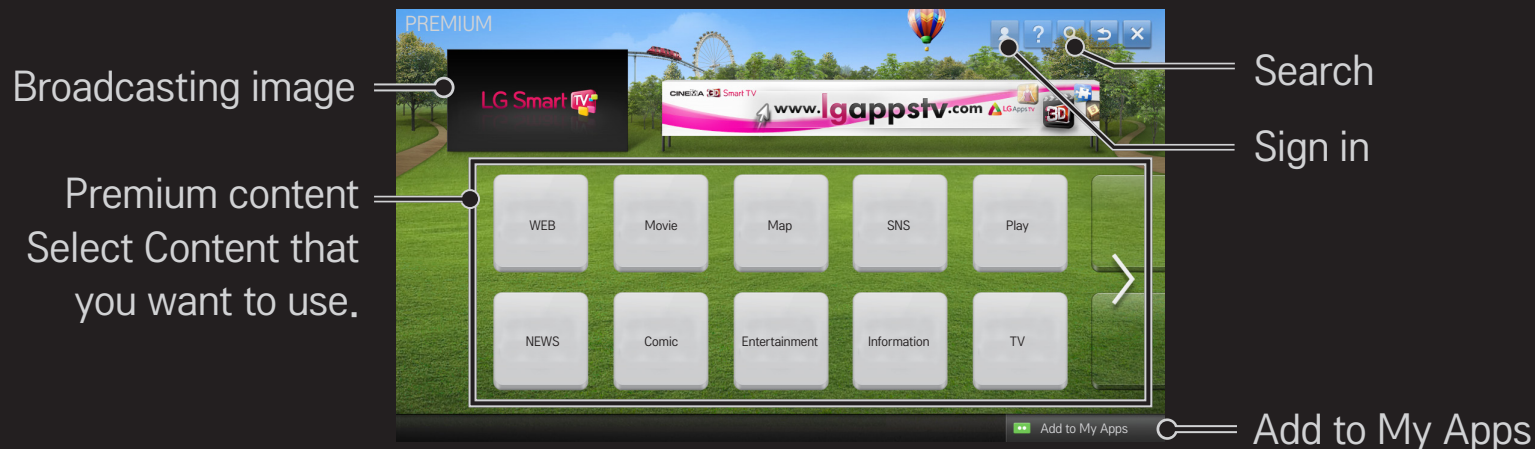 PREMIUM
Broadcasting image
LG Smart TV
CINEMA 3D Smart TV
www.lgappstv.com
LG Apps TV
3D
?
Search
Sign in
Premium content
Select Content that
you want to use.
WEB
Movie
Map
SNS
Play
NEWS
Comic
Entertainment
Information
TV
Add to My Apps
Add to My Apps